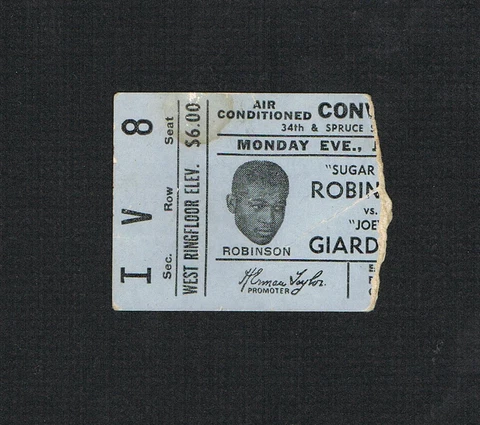 I V 8
Sec. Row Seat
WEST RINGFLOOR ELEV. $6.00
AIR
CONDITIONED CONV
34th & SPRUCE S
MONDAY EVE., J
"SUGAR
ROBIN
vs.
"JOE
GIARD
ROBINSON
Herman Taylor
PROMOTER